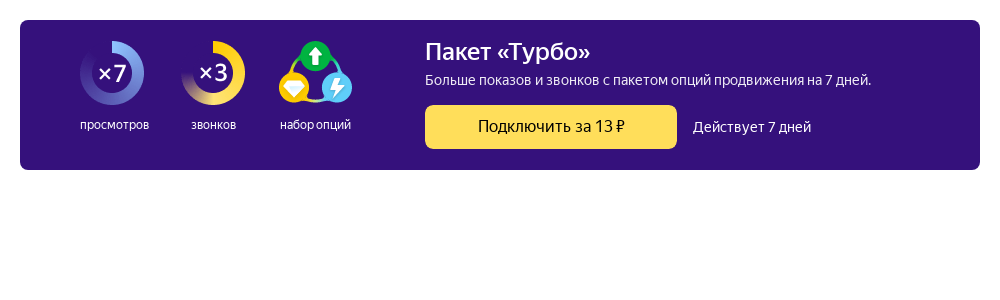 ×7
просмотров
×3
звонков
набор опций
Пакет «Турбо»
Больше показов и звонков с пакетом опций продвижения на 7 дней.
Подключить за 13 ₽
Действует 7 дней